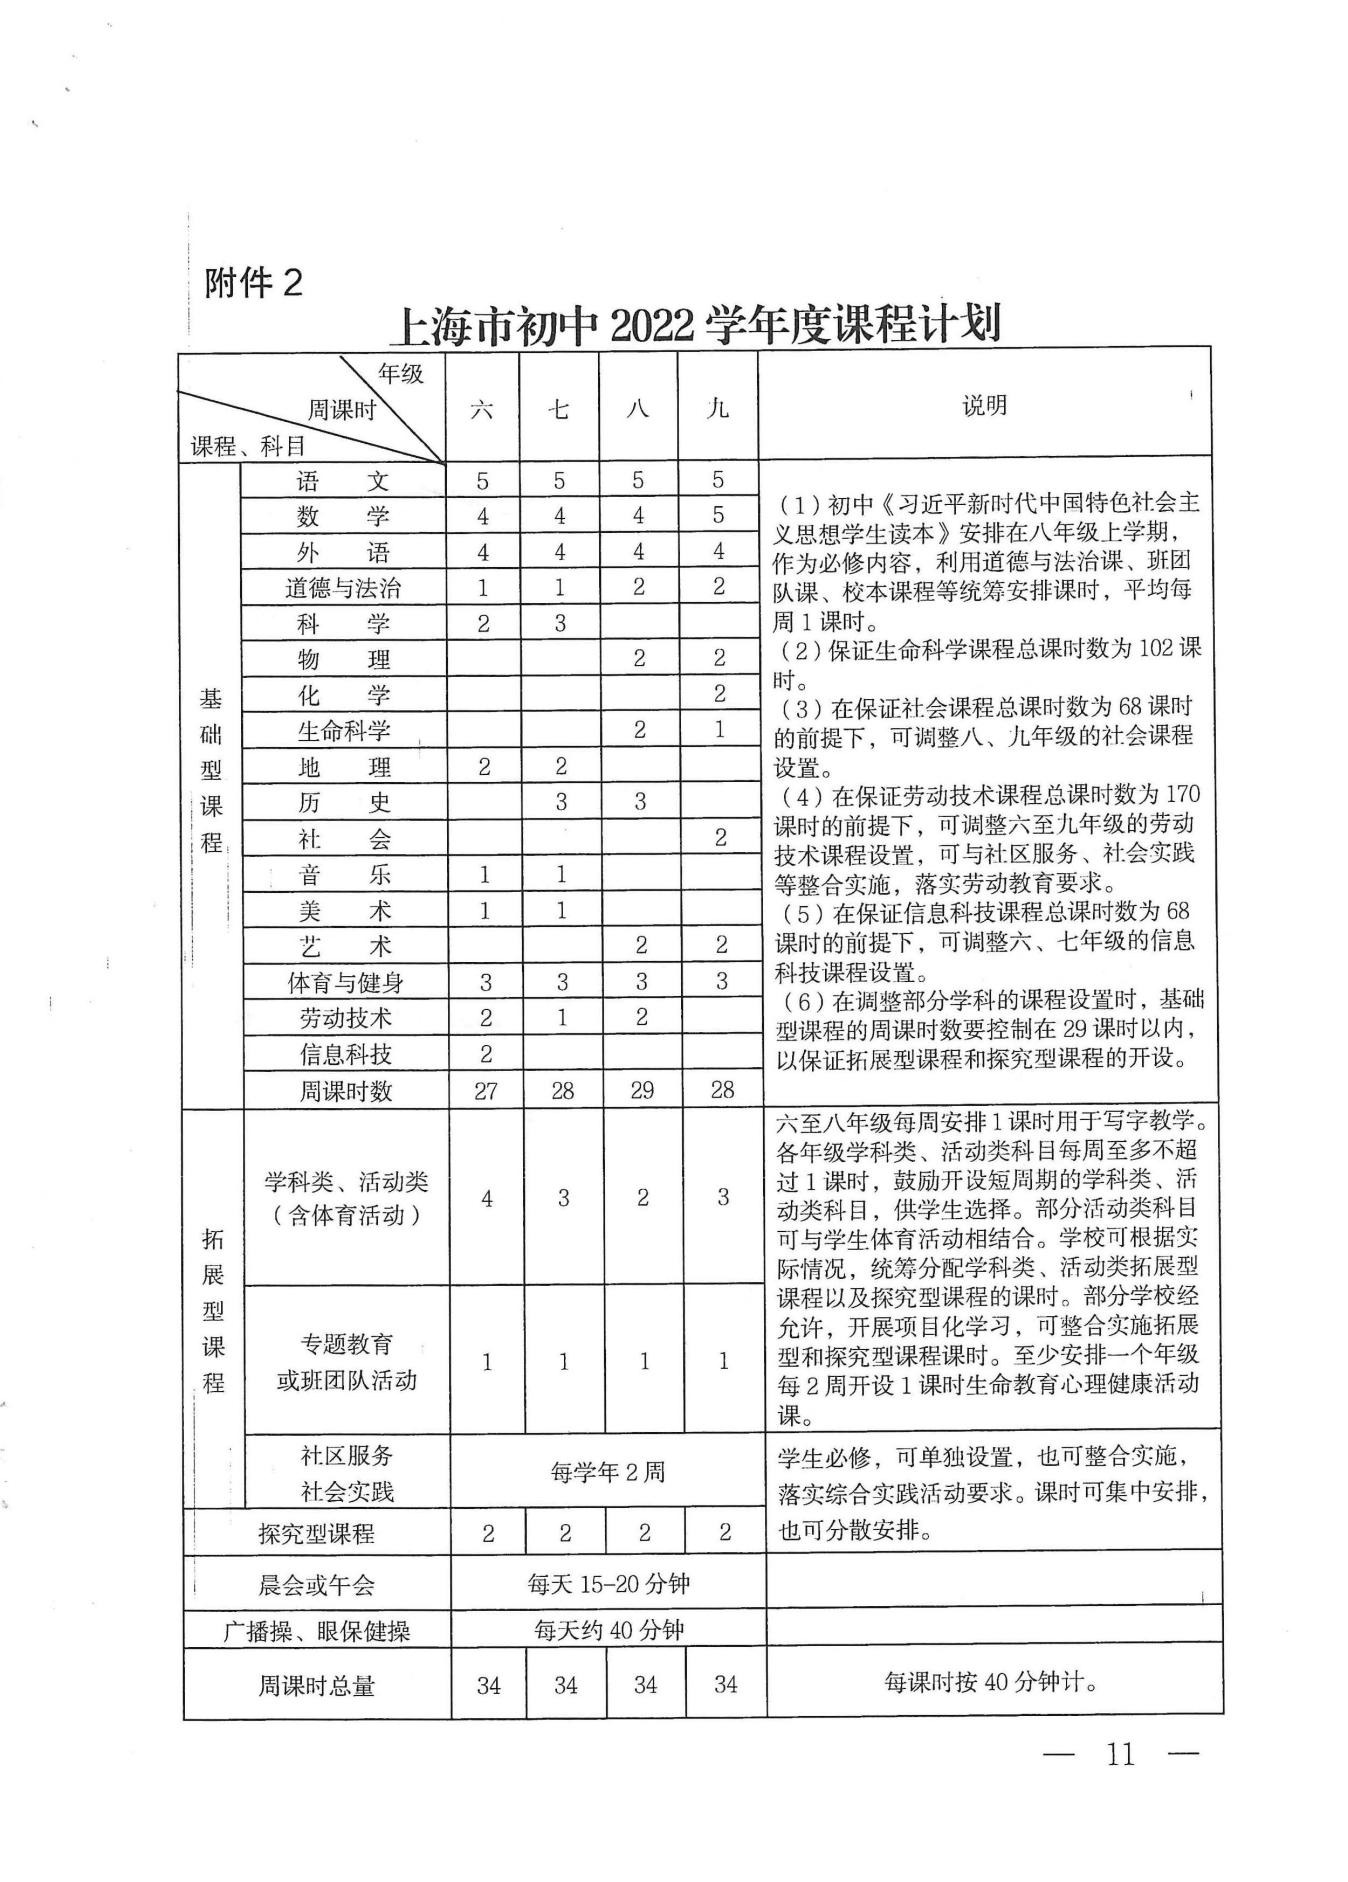 附件 2
上海市初中 2022 学年度课程计划
年级
周课时
课程、科目
六 七 八 九 说明
基础型课程
语 文 5 5 5 5
数 学 4 4 4 5
外 语 4 4 4 4
道德与法治 1 1 2 2
科 学 2 3
物 理 2 2
化 学 2
生命科学 2 1
地 理 2 2
历 史 3 3
社 会 2
音 乐 1 1
美 术 1 1
艺 术 2 2
体育与健身 3 3 3 3
劳动技术 2 1 2
信息科技 2
周课时数 27 28 29 28
(1)初中《习近平新时代中国特色社会主
义思想学生读本》安排在八年级上学期，
作为必修内容，利用道德与法治课、班团
队课、校本课程等统筹安排课时，平均每
周 1 课时。
(2)保证生命科学课程总课时数为 102 课
时。
(3)在保证社会课程总课时数为 68 课时
的前提下，可调整八、九年级的社会课程
设置。
(4)在保证劳动技术课程总课时数为 170
课时的前提下，可调整六至九年级的劳动
技术课程设置，可与社区服务、社会实践
等整合实施，落实劳动教育要求。
(5)在保证信息科技课程总课时数为 68
课时的前提下，可调整六、七年级的信息
科技课程设置。
(6)在调整部分学科的课程设置时，基础
型课程的周课时数要控制在 29 课时以内，
以保证拓展型课程和探究型课程的开设。
拓展型课程
学科类、活动类
(含体育活动)
4 3 2 3
专题教育
或班团队活动
1 1 1 1
六至八年级每周安排 1 课时用于写字教学。
各年级学科类、活动类科目每周至多不超
过 1 课时，鼓励开设短周期的学科类、活
动类科目，供学生选择。部分活动类科目
可与学生体育活动相结合。学校可根据实
际情况，统筹分配学科类、活动类拓展型
课程以及探究型课程的课时。部分学校经
允许，开展项目化学习，可整合实施拓展
型和探究型课程课时。至少安排一个年级
每 2 周开设 1 课时生命教育心理健康活动
课。
社区服务
社会实践
每学年 2 周
探究型课程 2 2 2 2
学生必修，可单独设置，也可整合实施，
落实综合实践活动要求。课时可集中安排，
也可分散安排。
晨会或午会 每天 15-20 分钟
广播操、眼保健操 每天约 40 分钟
周课时总量 34 34 34 34 每课时按 40 分钟计。
— 11 —